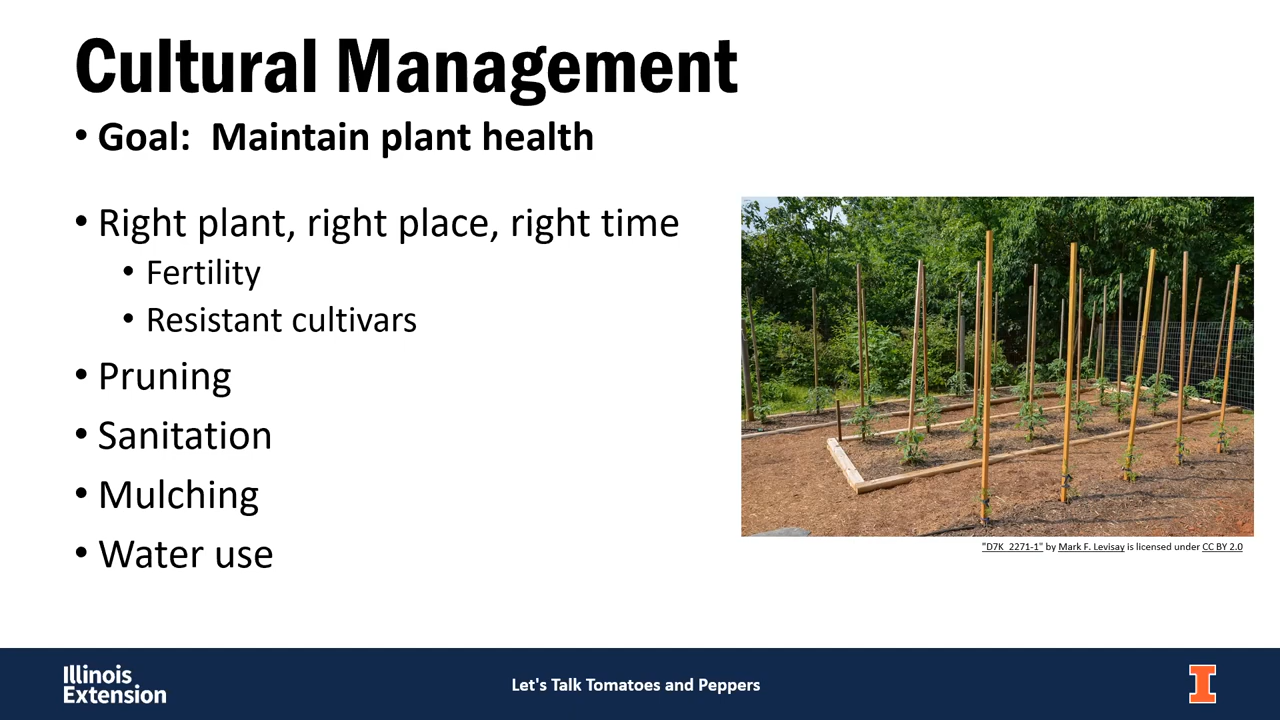 Cultural Management
• Goal:  Maintain plant health
• Right plant, right place, right time
• Fertility
• Resistant cultivars
• Pruning
• Sanitation
• Mulching
• Water use
"D7K_2271-1" by Mark F. Levisay is licensed under CC BY 2.0
Illinois
Extension
Let's Talk Tomatoes and Peppers
I